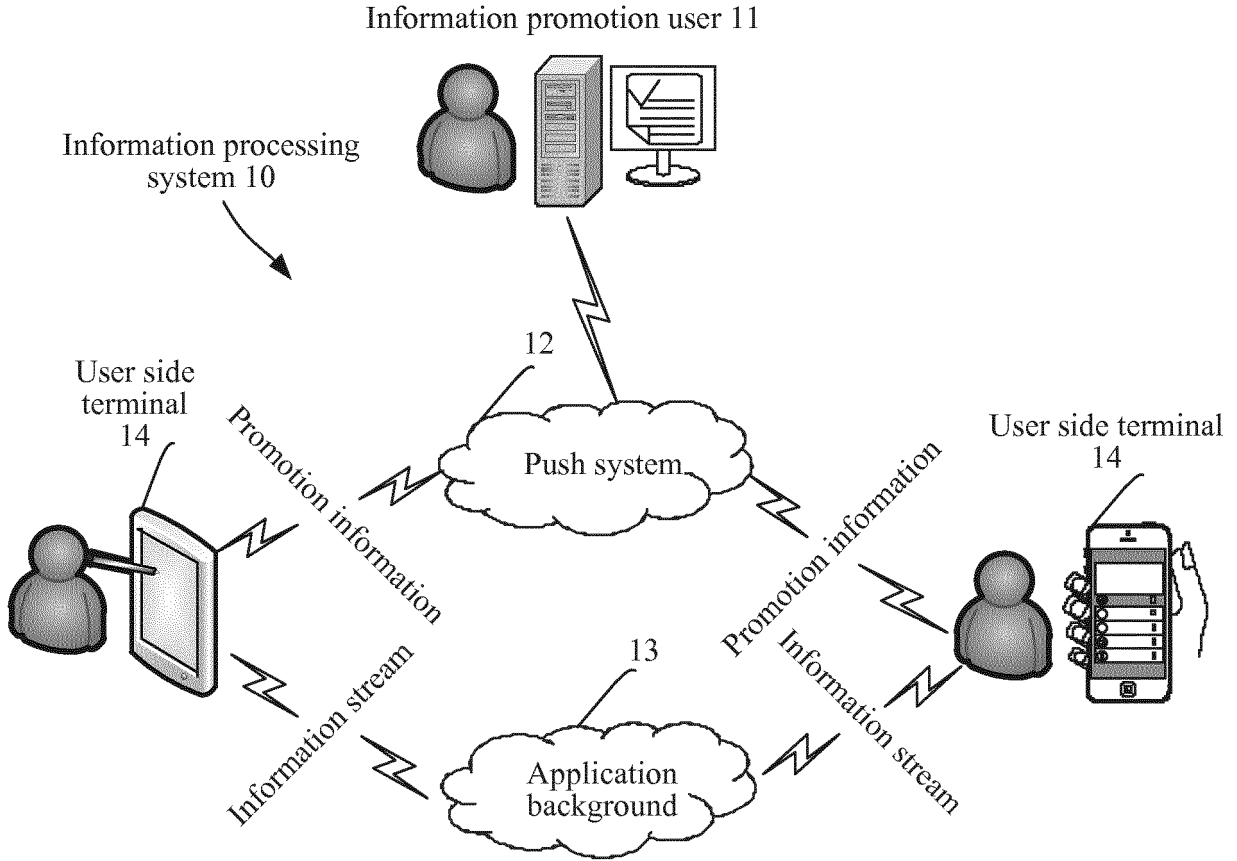 Information promotion user 11
Information processing
system 10
12
User side
terminal
14
Promotion information
Push system
Promotion information
User side terminal
14
Information stream
13
Information stream
Application
background